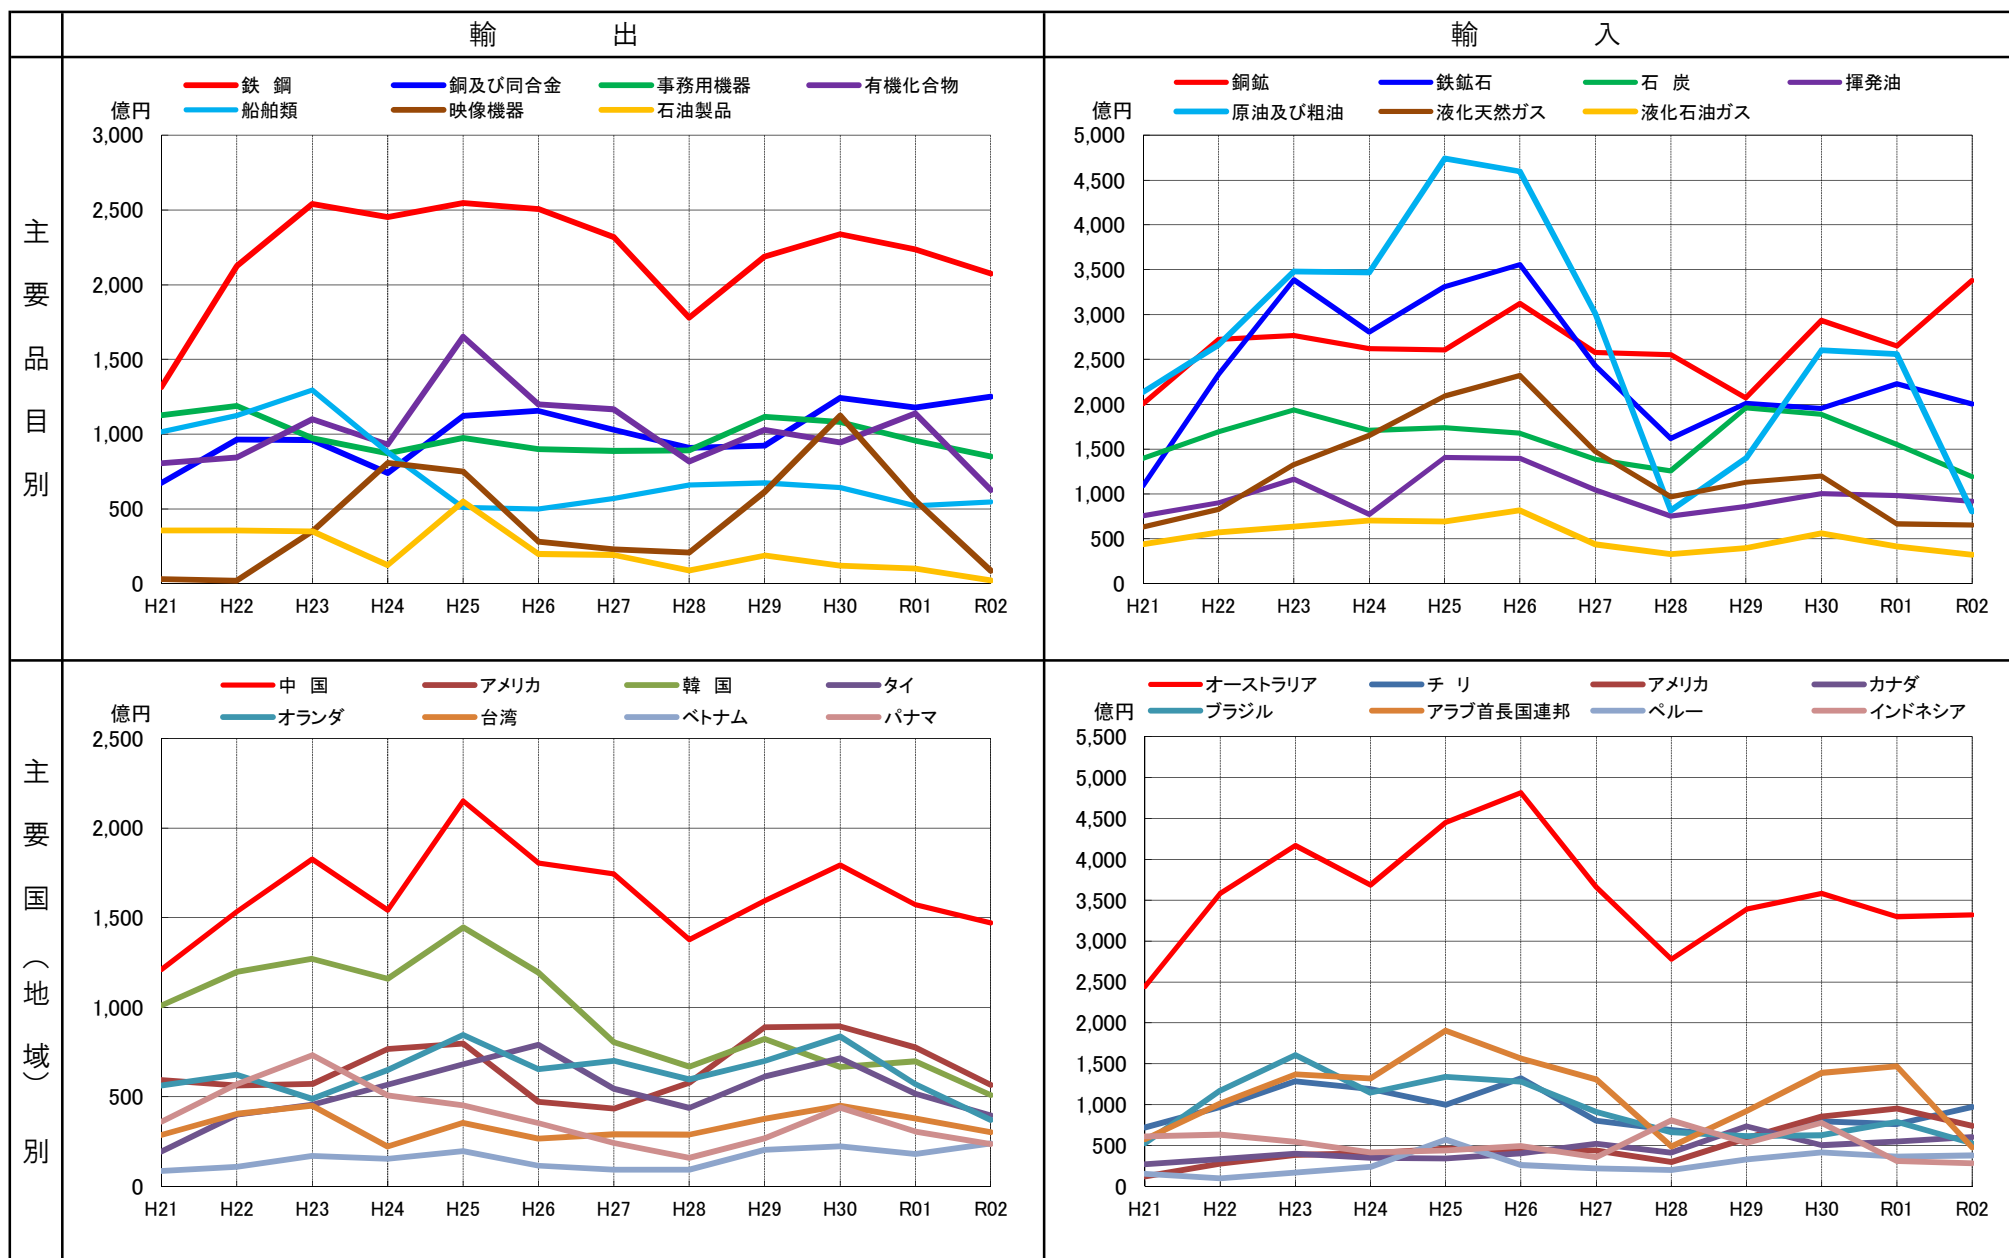 輸　出
輸　入
主要品目別
鉄　鋼　銅及び同合金　事務用機器　有機化合物
船舶類　映像機器　石油製品
億円
3,000
2,500
2,000
1,500
1,000
500
0
H21 H22 H23 H24 H25 H26 H27 H28 H29 H30 R01 R02
銅鉱　鉄鉱石　石　炭　揮発油
原油及び粗油　液化天然ガス　液化石油ガス
億円
5,000
4,500
4,000
3,500
3,000
2,500
2,000
1,500
1,000
500
0
H21 H22 H23 H24 H25 H26 H27 H28 H29 H30 R01 R02
主要国（地域）別
中　国　アメリカ　韓　国　タイ
オランダ　台湾　ベトナム　パナマ
億円
2,500
2,000
1,500
1,000
500
0
H21 H22 H23 H24 H25 H26 H27 H28 H29 H30 R01 R02
オーストラリア　チ　リ　アメリカ　カナダ
ブラジル　アラブ首長国連邦　ペルー　インドネシア
億円
5,500
5,000
4,500
4,000
3,500
3,000
2,500
2,000
1,500
1,000
500
0
H21 H22 H23 H24 H25 H26 H27 H28 H29 H30 R01 R02